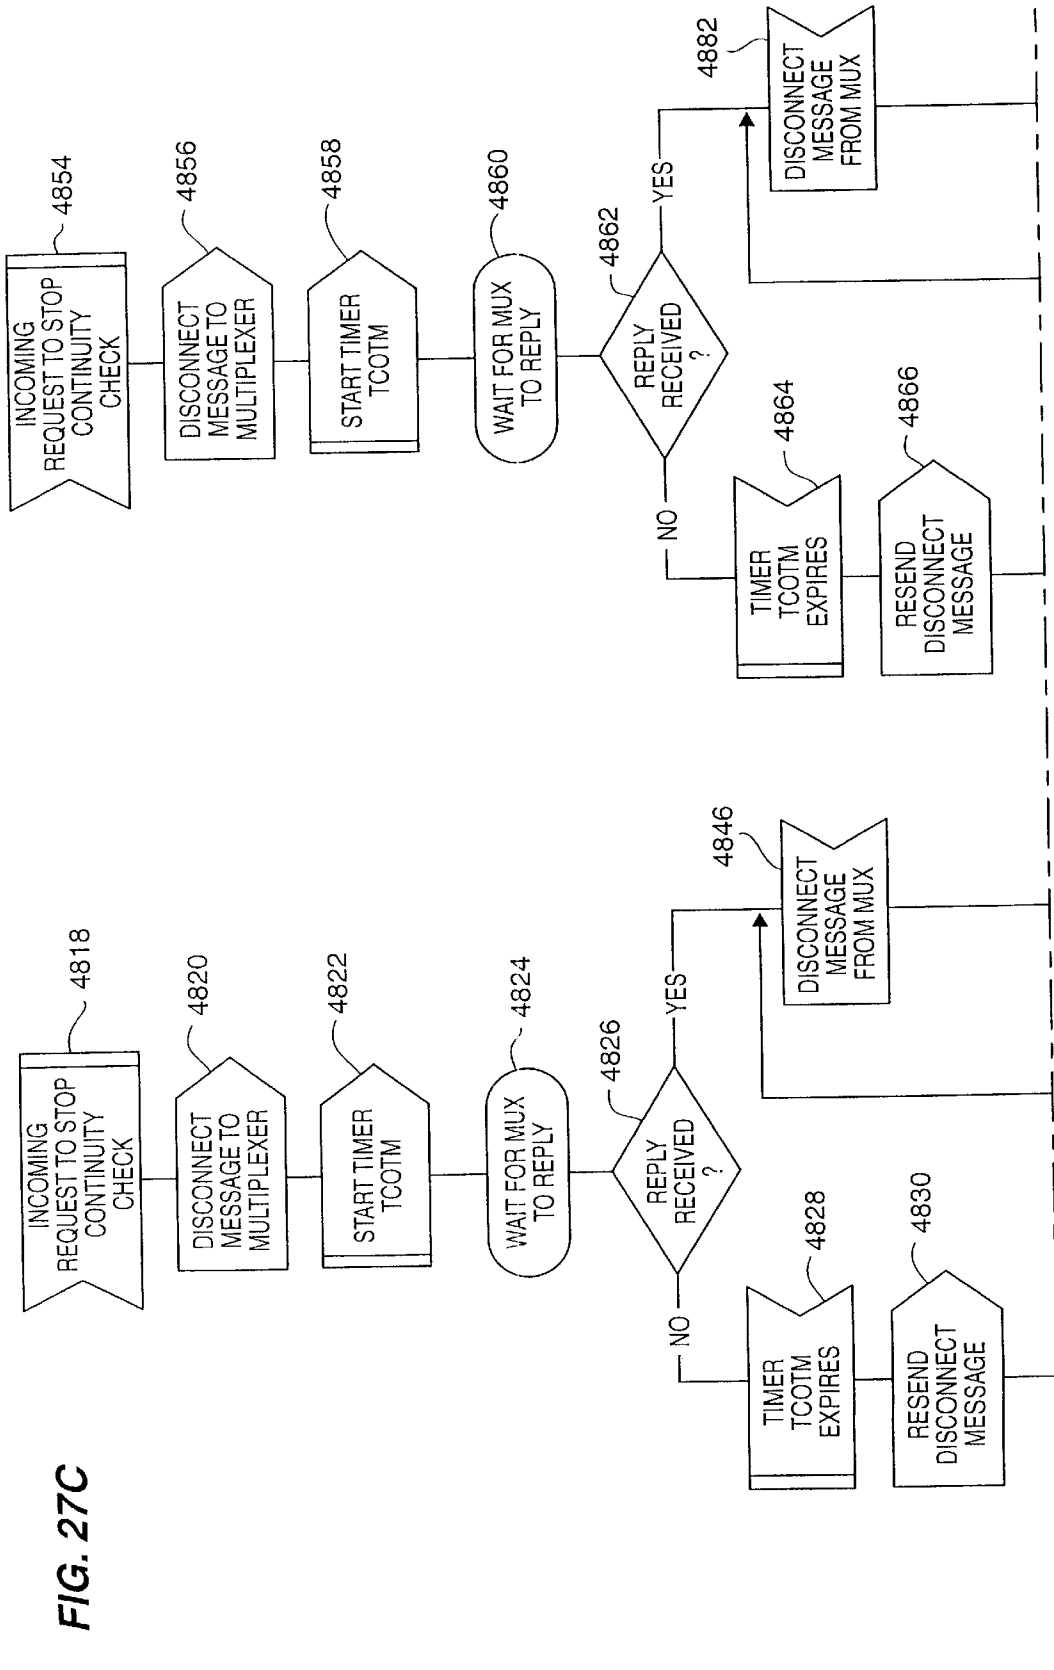 FIG. 27C
INCOMING
REQUEST TO STOP
CONTINUITY
CHECK
4818
DISCONNECT
MESSAGE TO
MULTIPLEXER
4820
START TIMER
TCOTM
4822
WAIT FOR MUX
TO REPLY
4824
REPLY
RECEIVED
?
4826
NO
YES
TIMER
TCOTM
EXPIRES
4828
RESEND
DISCONNECT
MESSAGE
4830
DISCONNECT
MESSAGE
FROM MUX
4846
INCOMING
REQUEST TO STOP
CONTINUITY
CHECK
4854
DISCONNECT
MESSAGE TO
MULTIPLEXER
4856
START TIMER
TCOTM
4858
WAIT FOR MUX
TO REPLY
4860
REPLY
RECEIVED
?
4862
NO
YES
TIMER
TCOTM
EXPIRES
4864
RESEND
DISCONNECT
MESSAGE
4866
DISCONNECT
MESSAGE
FROM MUX
4882